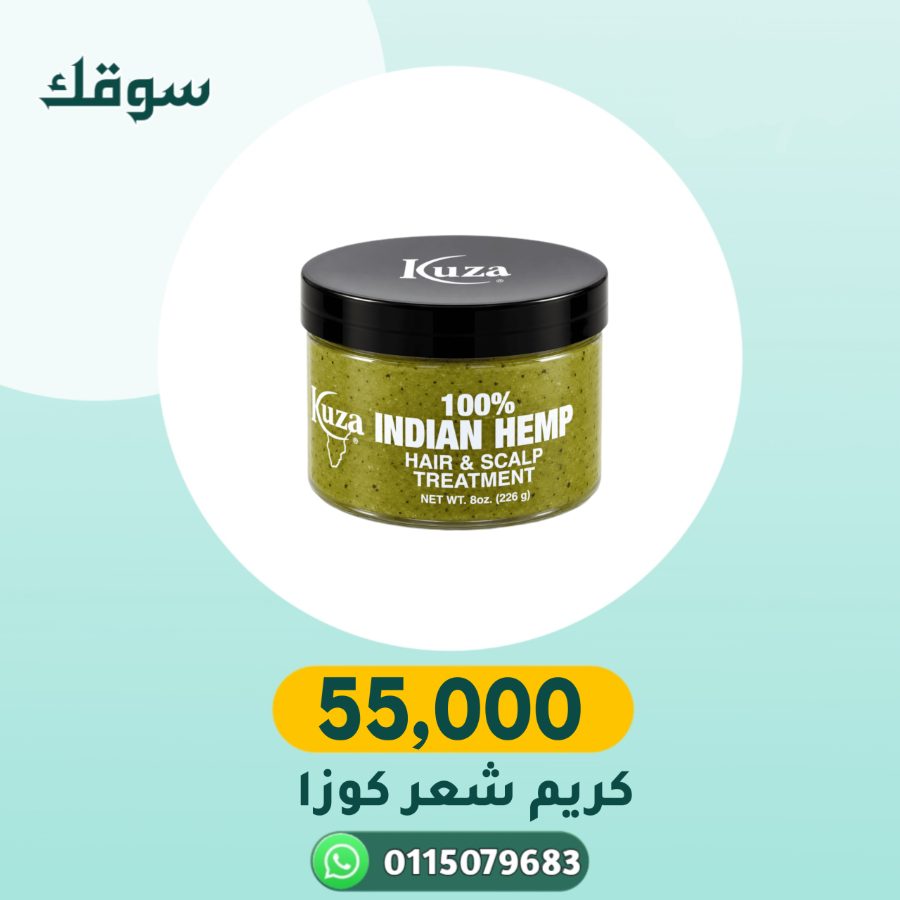 سوقك
Kuza®
Kuza®
100%
INDIAN HEMP
HAIR & SCALP
TREATMENT
NET WT. 8oz. (226 g)
55,000
كريم شعر كوزا
0115079683